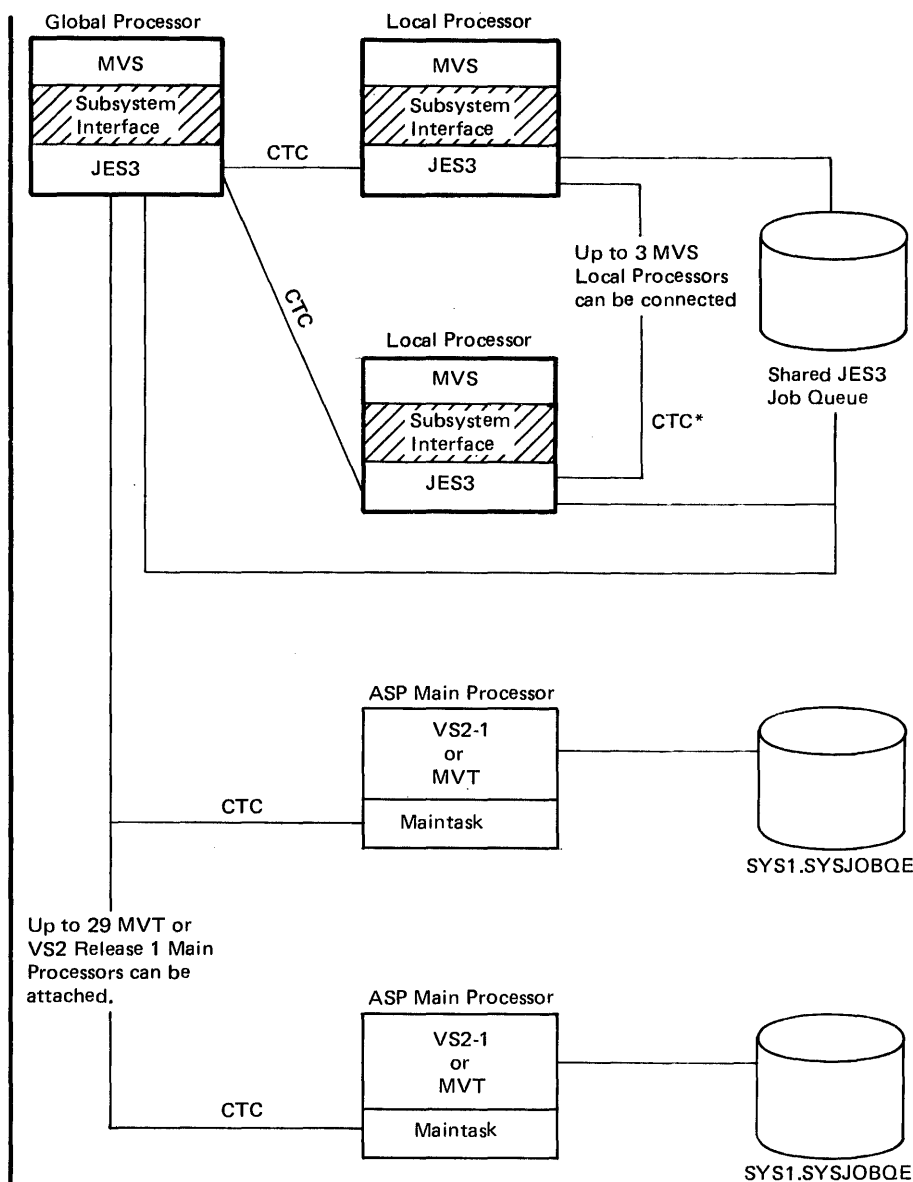 Global Processor
MVS
Subsystem
Interface
JES3
Local Processor
MVS
Subsystem
Interface
JES3
CTC
CTC
Up to 3 MVS
Local Processors
can be connected
Shared JES3
Job Queue
Local Processor
MVS
Subsystem
Interface
JES3
CTC*
ASP Main Processor
VS2-1
or
MVT
Maintask
CTC
SYS1.SYSJOBQE
Up to 29 MVT or
VS2 Release 1 Main
Processors can be
attached.
ASP Main Processor
VS2-1
or
MVT
Maintask
CTC
SYS1.SYSJOBQE